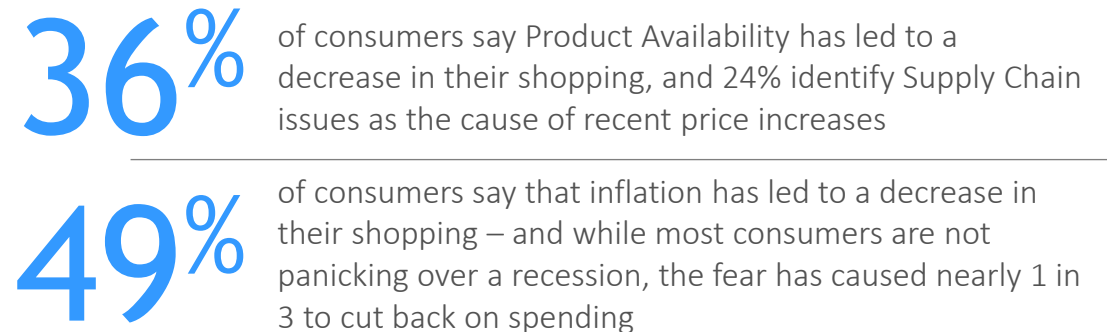 36%
of consumers say Product Availability has led to a
decrease in their shopping, and 24% identify Supply Chain
issues as the cause of recent price increases
49%
of consumers say that inflation has led to a decrease in
their shopping – and while most consumers are not
panicking over a recession, the fear has caused nearly 1 in
3 to cut back on spending